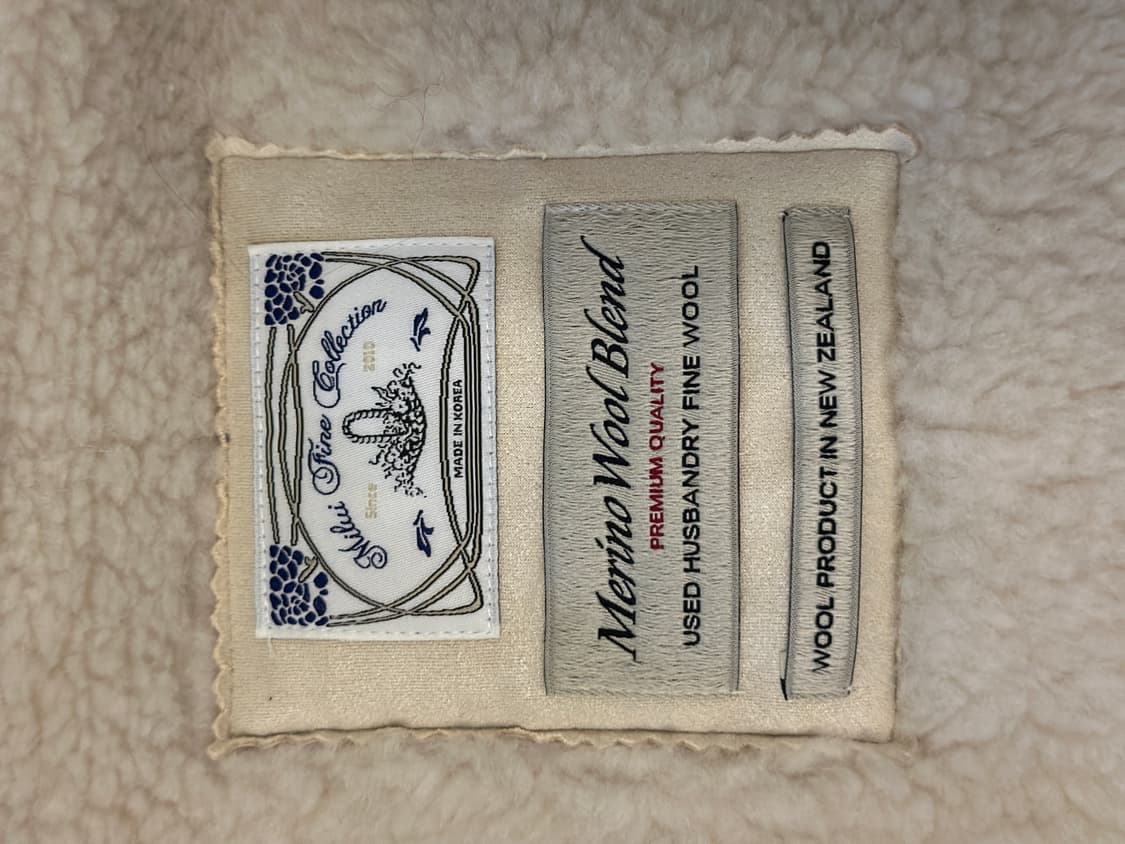 Milui Fine Collection
Since 2010
MADE IN KOREA
Merino Wool Blend
PREMIUM QUALITY
USED HUSBANDRY FINE WOOL
WOOL PRODUCT IN NEW ZEALAND